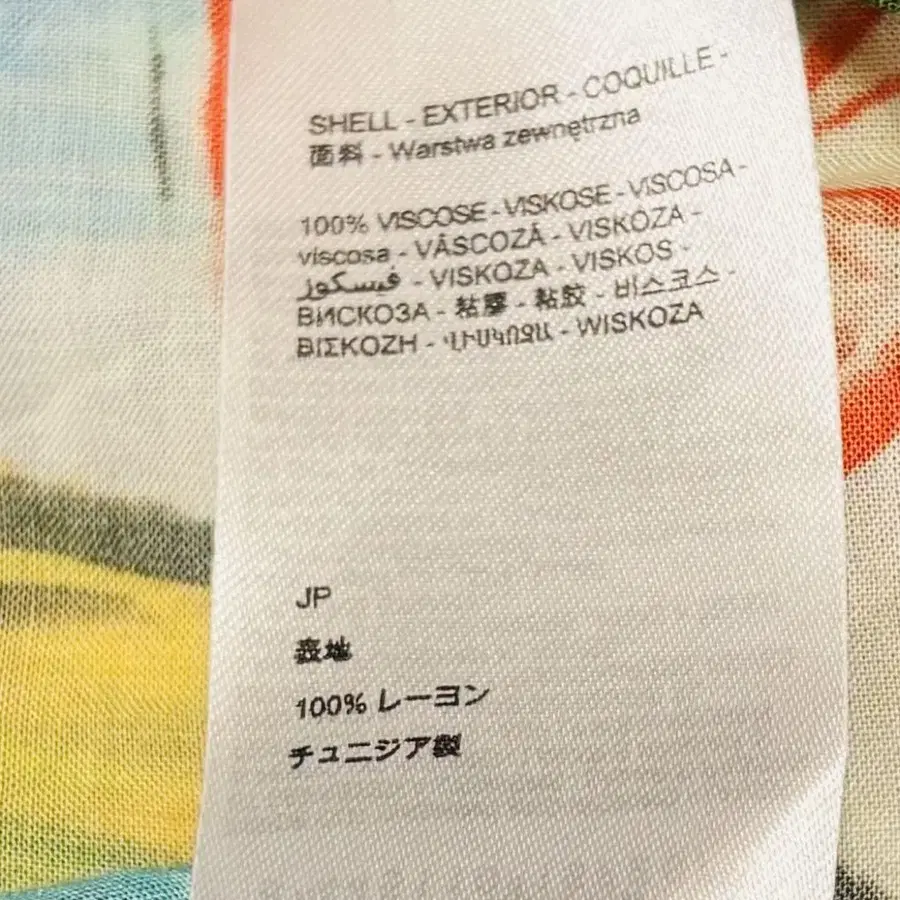 SHELL - EXTERIOR - COQUILLE -
面料 - Warstwa zewnętrzna
100% VISCOSE - VISKOSE - VISCOSA -
viscosa - VÂSCOZĂ - VISKÓZA -
فيسكوز - VISKOZA - VISKOS -
ВИСКОЗА - 粘膠 - 粘胶 - 비스코스 -
ΒΙΣΚΟΖΗ - ՎԻՍԿՈԶԱ - WISKOZA
JP
表地
100% レーヨン
チュニジア製